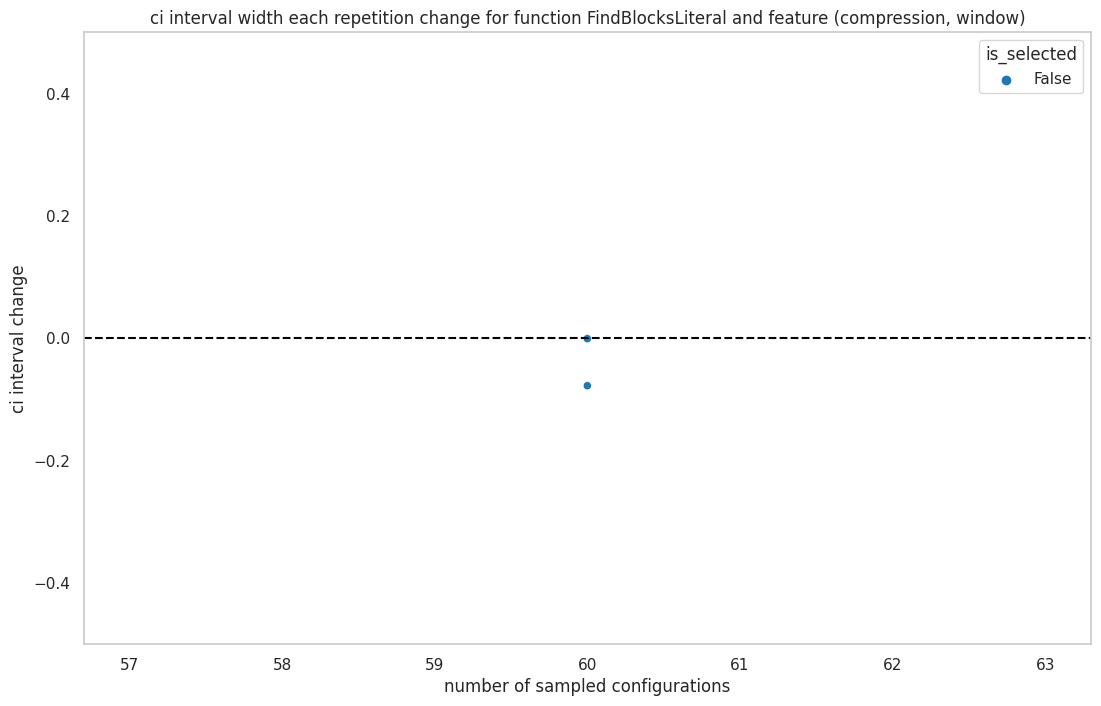 ci interval width each repetition change for function FindBlocksLiteral and feature (compression, window)
is_selected
False
ci interval change
0.4
0.2
0.0
−0.2
−0.4
57 58 59 60 61 62 63
number of sampled configurations